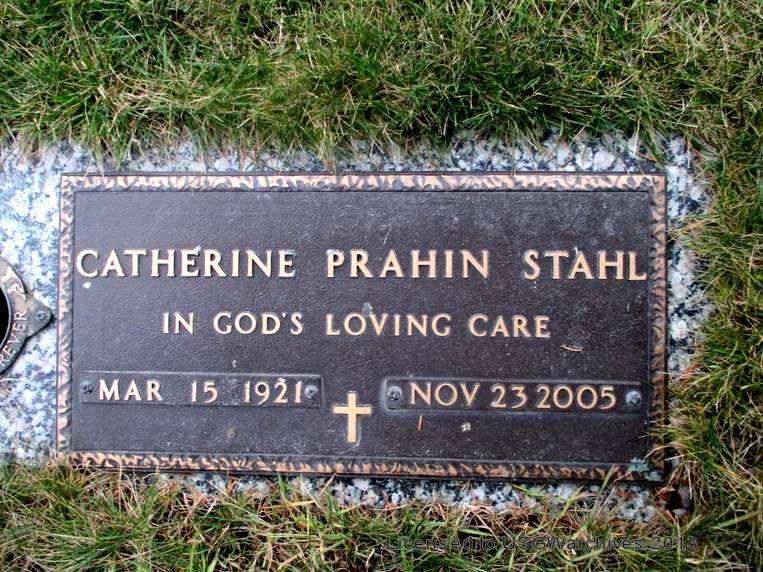 CATHERINE PRAHIN STAHL
IN GOD'S LOVING CARE
MAR 15 1921
NOV 23 2005
Licensed to USGWarchives 2013